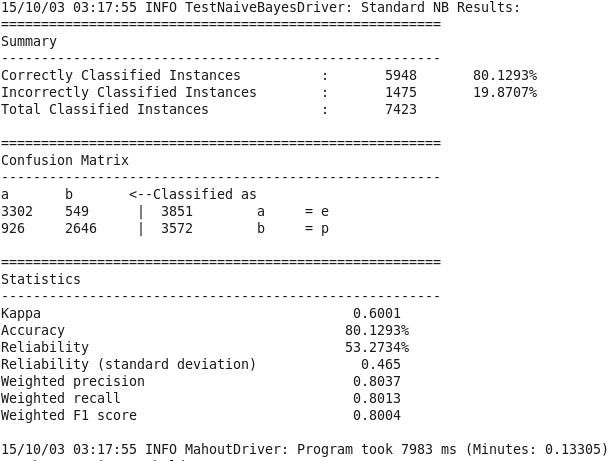 15/10/03 03:17:55 INFO TestNaiveBayesDriver: Standard NB Results:
=======================================================
Summary
-------------------------------------------------------
Correctly Classified Instances          :       5948       80.1293%
Incorrectly Classified Instances        :       1475       19.8707%
Total Classified Instances              :       7423

=======================================================
Confusion Matrix
-------------------------------------------------------
a       b       <--Classified as
3302    549      |  3851        a     = e
926     2646     |  3572        b     = p

=======================================================
Statistics
-------------------------------------------------------
Kappa                                       0.6001
Accuracy                                   80.1293%
Reliability                                53.2734%
Reliability (standard deviation)             0.465
Weighted precision                          0.8037
Weighted recall                             0.8013
Weighted F1 score                           0.8004

15/10/03 03:17:55 INFO MahoutDriver: Program took 7983 ms (Minutes: 0.13305)